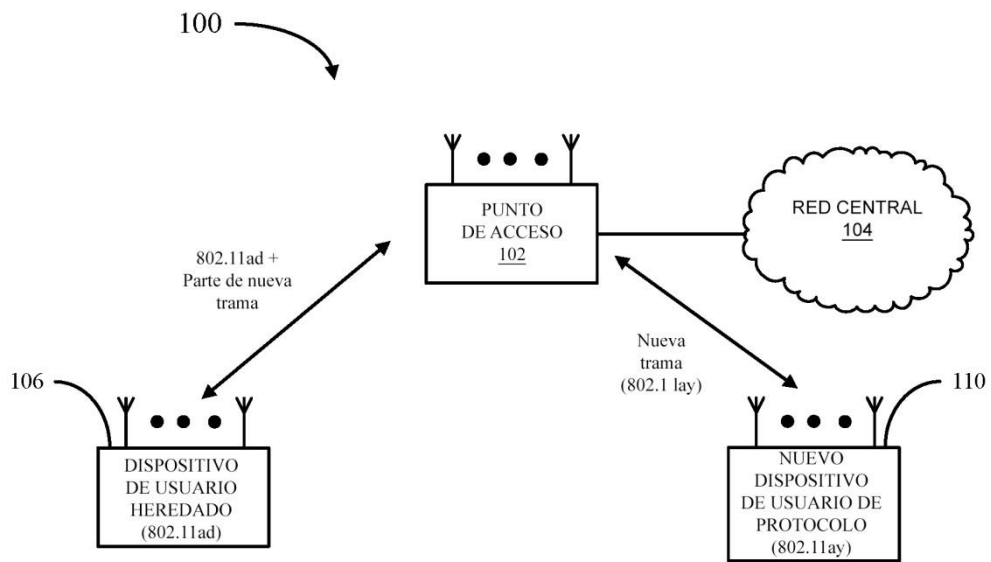 100
PUNTO
DE ACCESO
102
RED CENTRAL
104
802.11ad +
Parte de nueva
trama
Nueva
trama
(802.1 lay)
106
110
DISPOSITIVO
DE USUARIO
HEREDADO
(802.11ad)
NUEVO
DISPOSITIVO
DE USUARIO DE
PROTOCOLO
(802.11ay)